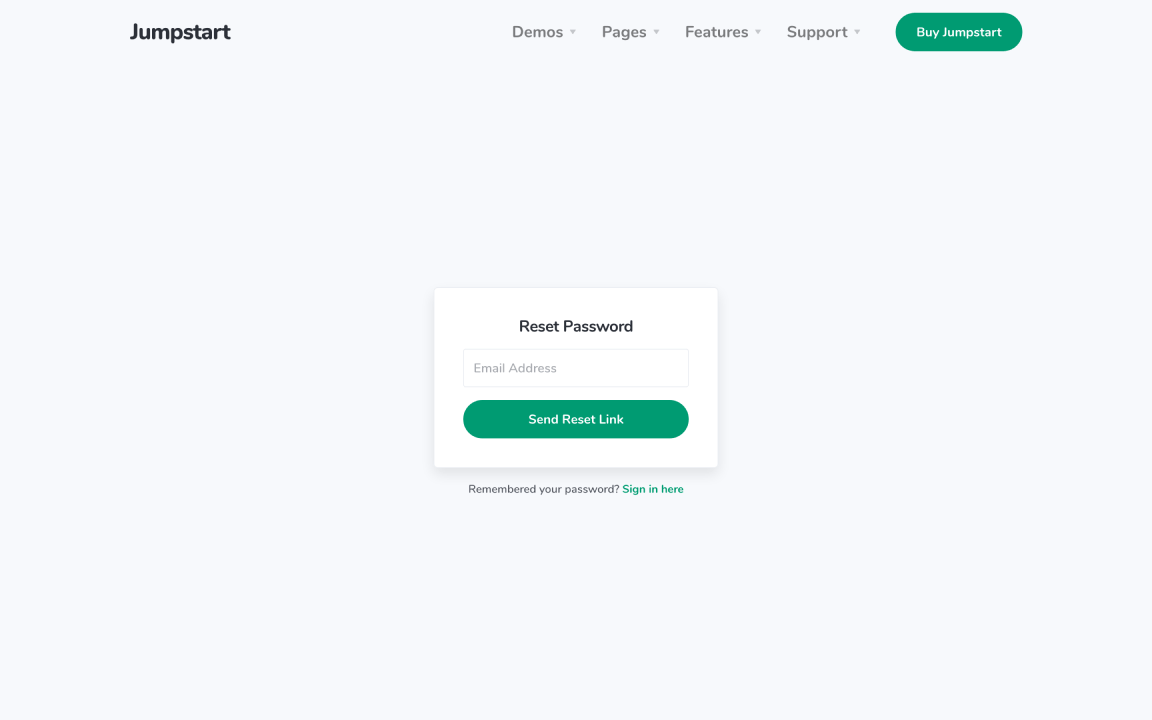 Jumpstart
Demos Pages Features Support Buy Jumpstart
Reset Password
Email Address
Send Reset Link
Remembered your password? Sign in here